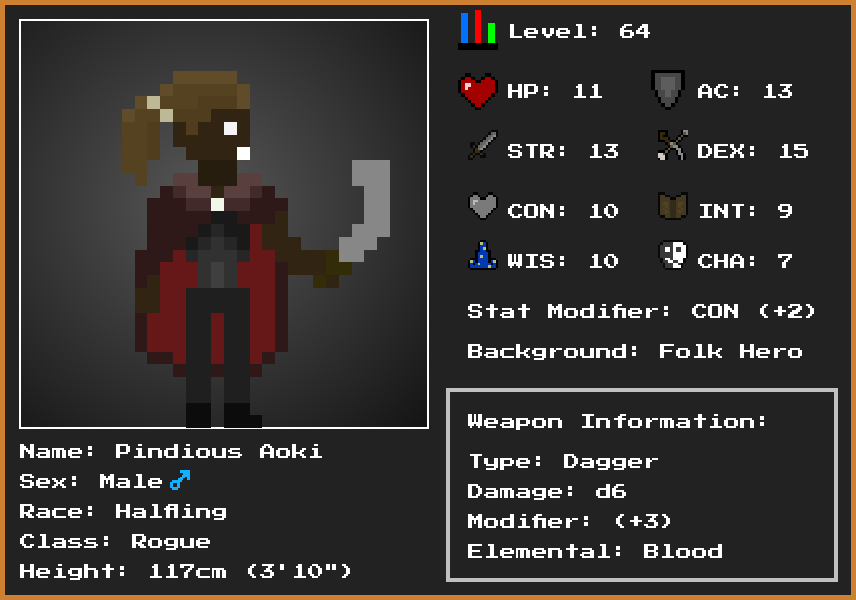 Level: 64
HP: 11
AC: 13
STR: 13
DEX: 15
CON: 10
INT: 9
WIS: 10
CHA: 7
Stat Modifier: CON (+2)
Background: Folk Hero
Weapon Information:
Type: Dagger
Damage: d6
Modifier: (+3)
Elemental: Blood
Name: Pindious Aoki
Sex: Male♂
Race: Halfling
Class: Rogue
Height: 117cm (3'10")